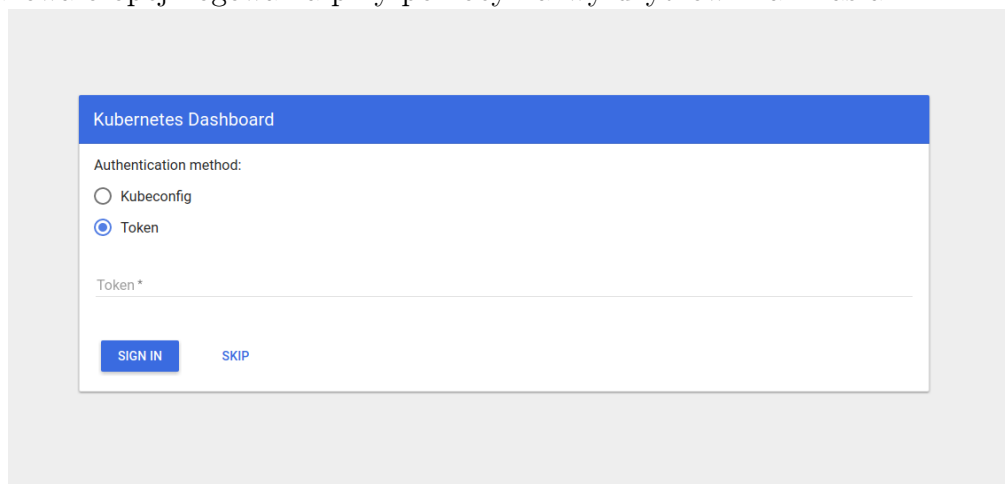 Kubernetes Dashboard
Authentication method:
Kubeconfig
Token
Token *
SIGN IN
SKIP